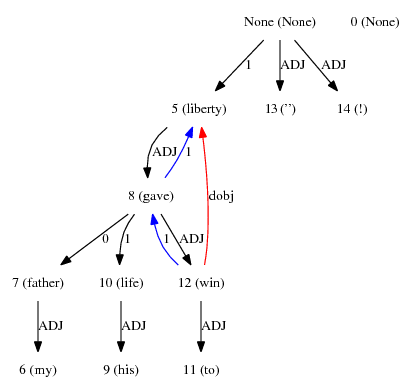 None (None) 0 (None)
1 ADJ ADJ
5 (liberty) 13 (”) 14 (!)
ADJ 1
8 (gave) dobj
0 1 1 ADJ
7 (father) 10 (life) 12 (win)
ADJ ADJ ADJ
6 (my) 9 (his) 11 (to)